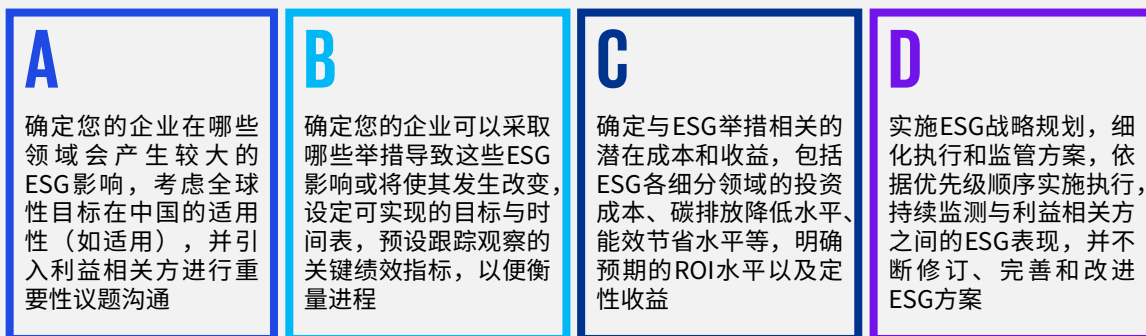 A
确定您的企业在哪些
领域会产生较大的
ESG影响，考虑全球
性目标在中国的适用
性（如适用），并引
入利益相关方进行重
要性议题沟通
B
确定您的企业可以采取
哪些举措导致这些ESG
影响或将使其发生改变，
设定可实现的目标与时
间表，预设跟踪观察的
关键绩效指标，以便衡
量进程
C
确定与ESG举措相关的
潜在成本和收益，包括
ESG各细分领域的投资
成本、碳排放降低水平、
能效节省水平等，明确
预期的ROI水平以及定
性收益
D
实施ESG战略规划，细
化执行和监管方案，依
据优先级顺序实施执行，
持续监测与利益相关方
之间的ESG表现，并不
断修订、完善和改进
ESG方案